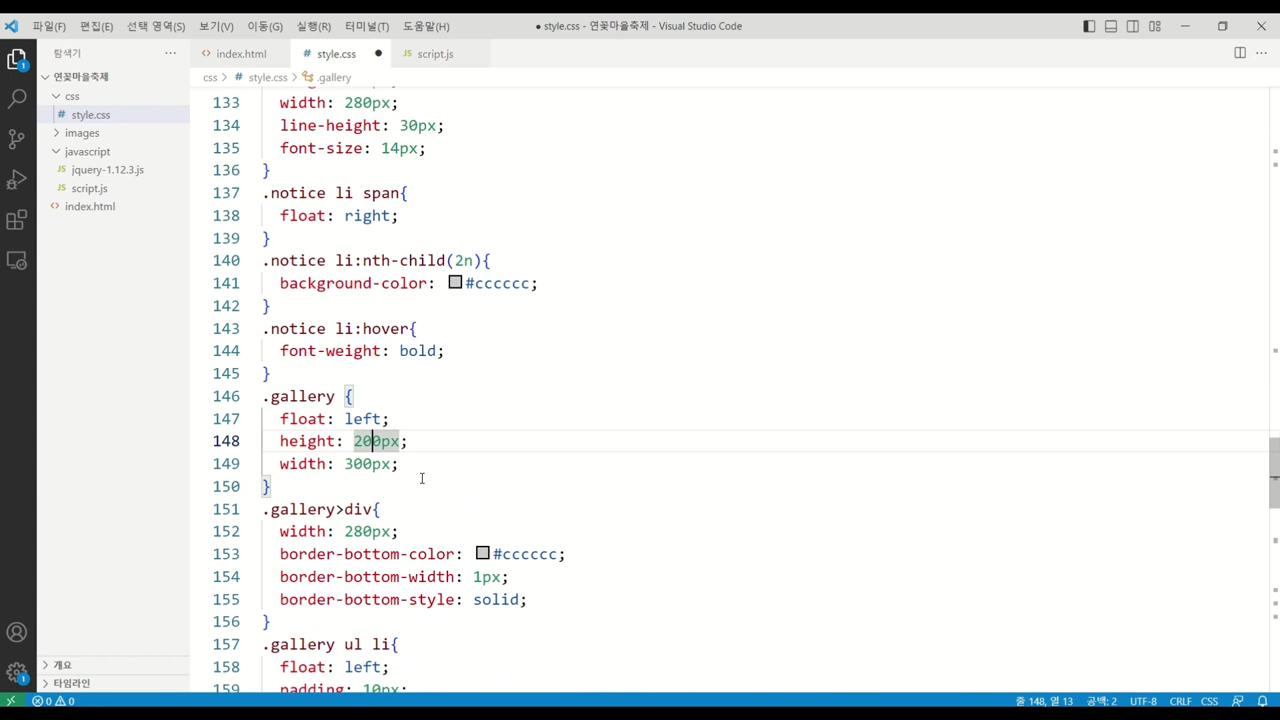 파일(F) 편집(E) 선택 영역(S) 보기(V) 이동(G) 실행(R) 터미널(T) 도움말(H) ● style.css - 연꽃마을축제 - Visual Studio Code
탐색기 ··· <> index.html # style.css ● JS script.js ···
연꽃마을축제 css > # style.css > .gallery
css
# style.css
images
javascript
JS jquery-1.12.3.js
JS script.js
<> index.html
133 width: 280px;
134 line-height: 30px;
135 font-size: 14px;
136 }
137 .notice li span{
138 float: right;
139 }
140 .notice li:nth-child(2n){
141 background-color: #cccccc;
142 }
143 .notice li:hover{
144 font-weight: bold;
145 }
146 .gallery {
147 float: left;
148 height: 200px;
149 width: 300px;
150 }
151 .gallery>div{
152 width: 280px;
153 border-bottom-color: #cccccc;
154 border-bottom-width: 1px;
155 border-bottom-style: solid;
156 }
157 .gallery ul li{
158 float: left;
159 padding: 10px;
1
1
개요
타임라인
0 0 줄 148, 열 13 공백: 2 UTF-8 CRLF CSS